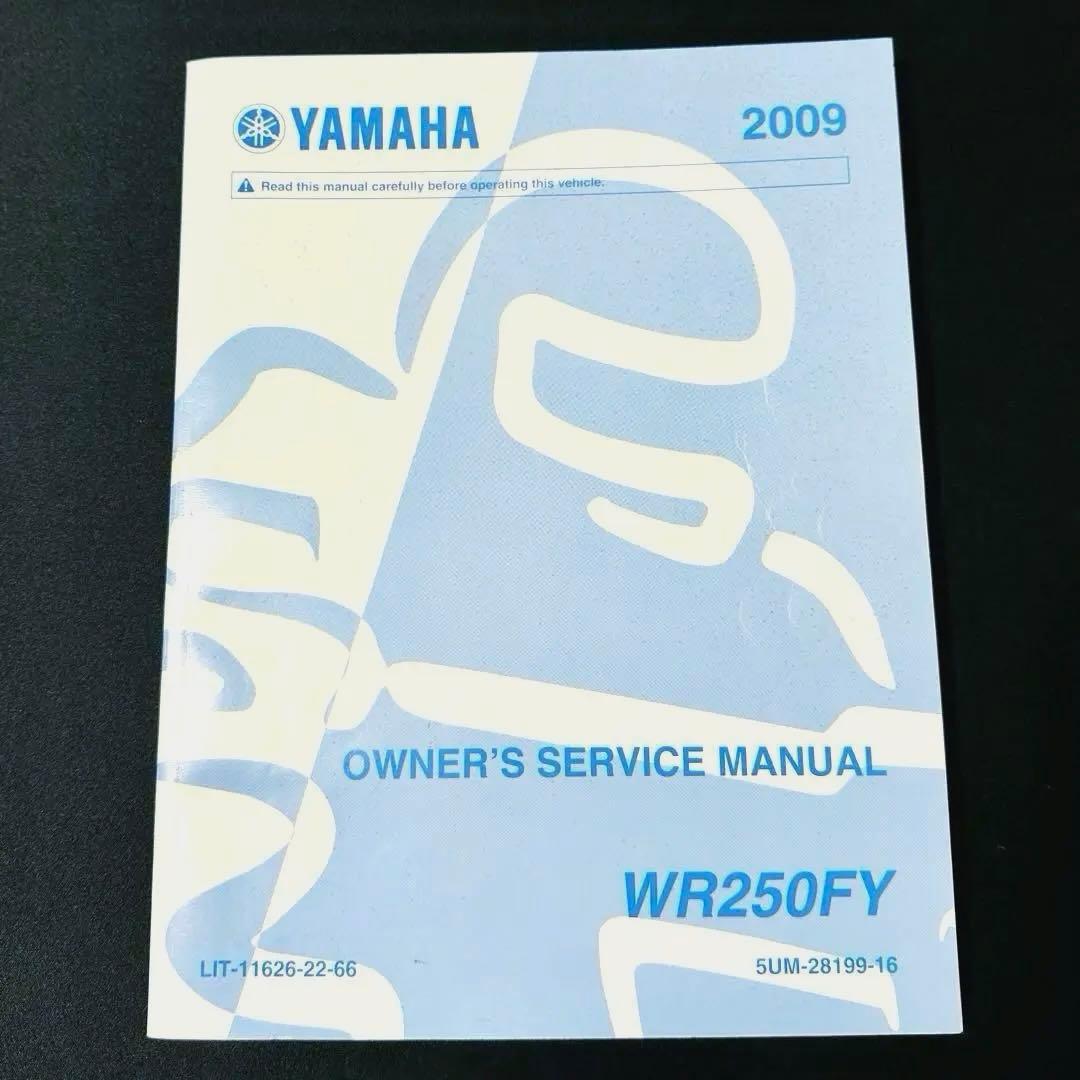 YAMAHA
2009
Read this manual carefully before operating this vehicle.
OWNER'S SERVICE MANUAL
WR250FY
LIT-11626-22-66
5UM-28199-16